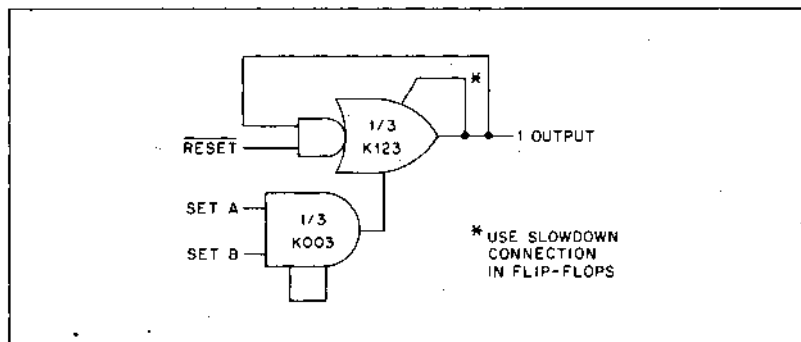 *
1/3
K123
1 OUTPUT
RESET
SET A
1/3
K003
SET B
* USE SLOWDOWN
CONNECTION
IN FLIP-FLOPS